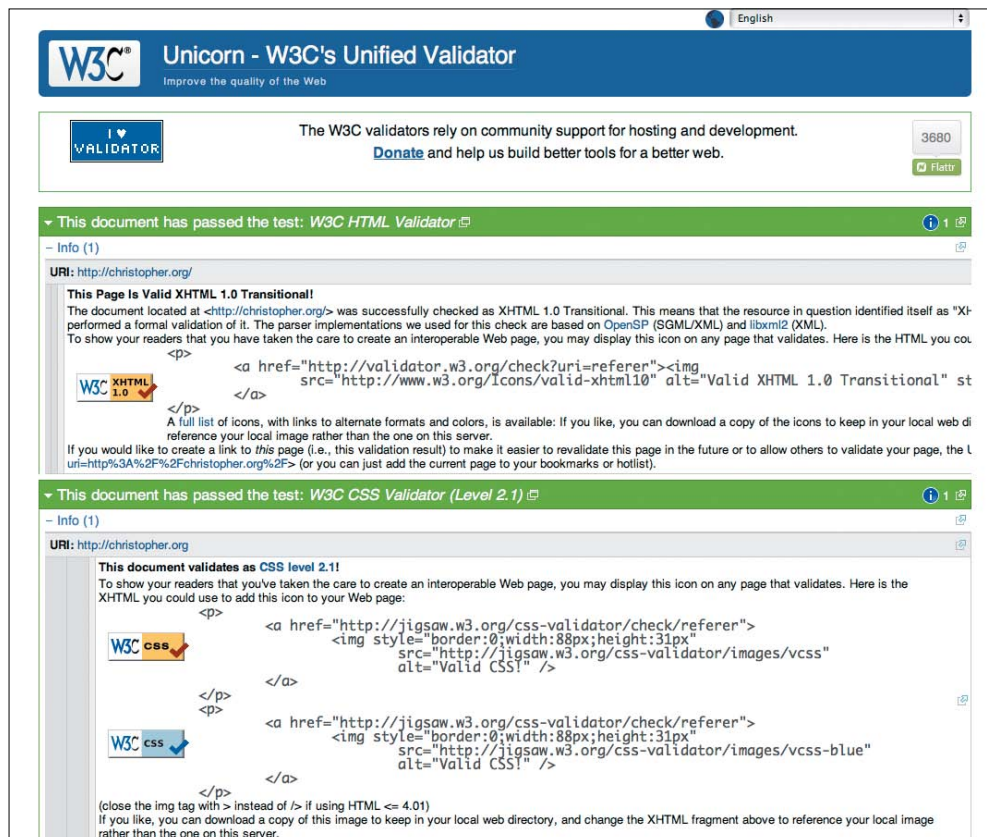 English
W3C® Unicorn - W3C's Unified Validator
Improve the quality of the Web
I ♥
VALIDATOR
The W3C validators rely on community support for hosting and development.
Donate and help us build better tools for a better web.
3680
Flattr
This document has passed the test: W3C HTML Validator
1
− Info (1)
URI: http://christopher.org/
This Page Is Valid XHTML 1.0 Transitional!
The document located at <http://christopher.org/> was successfully checked as XHTML 1.0 Transitional. This means that the resource in question identified itself as "XH
performed a formal validation of it. The parser implementations we used for this check are based on OpenSP (SGML/XML) and libxml2 (XML).
To show your readers that you have taken the care to create an interoperable Web page, you may display this icon on any page that validates. Here is the HTML you cou
<p>
<a href="http://validator.w3.org/check?uri=referer"><img
src="http://www.w3.org/Icons/valid-xhtml10" alt="Valid XHTML 1.0 Transitional" st
W3C XHTML 1.0
</a>
</p>
A full list of icons, with links to alternate formats and colors, is available: If you like, you can download a copy of the icons to keep in your local web di
reference your local image rather than the one on this server.
If you would like to create a link to this page (i.e., this validation result) to make it easier to revalidate this page in the future or to allow others to validate your page, the U
uri=http%3A%2F%2Fchristopher.org%2F> (or you can just add the current page to your bookmarks or hotlist).
This document has passed the test: W3C CSS Validator (Level 2.1)
1
− Info (1)
URI: http://christopher.org
This document validates as CSS level 2.1!
To show your readers that you've taken the care to create an interoperable Web page, you may display this icon on any page that validates. Here is the
XHTML you could use to add this icon to your Web page:
<p>
<a href="http://jigsaw.w3.org/css-validator/check/referer">
<img style="border:0;width:88px;height:31px"
src="http://jigsaw.w3.org/css-validator/images/vcss"
alt="Valid CSS!" />
W3C css
</a>
</p>
<p>
<a href="http://jigsaw.w3.org/css-validator/check/referer">
<img style="border:0;width:88px;height:31px"
src="http://jigsaw.w3.org/css-validator/images/vcss-blue"
alt="Valid CSS!" />
W3C css
</a>
</p>
(close the img tag with > instead of /> if using HTML <= 4.01)
If you like, you can download a copy of this image to keep in your local web directory, and change the XHTML fragment above to reference your local image
rather than the one on this server.